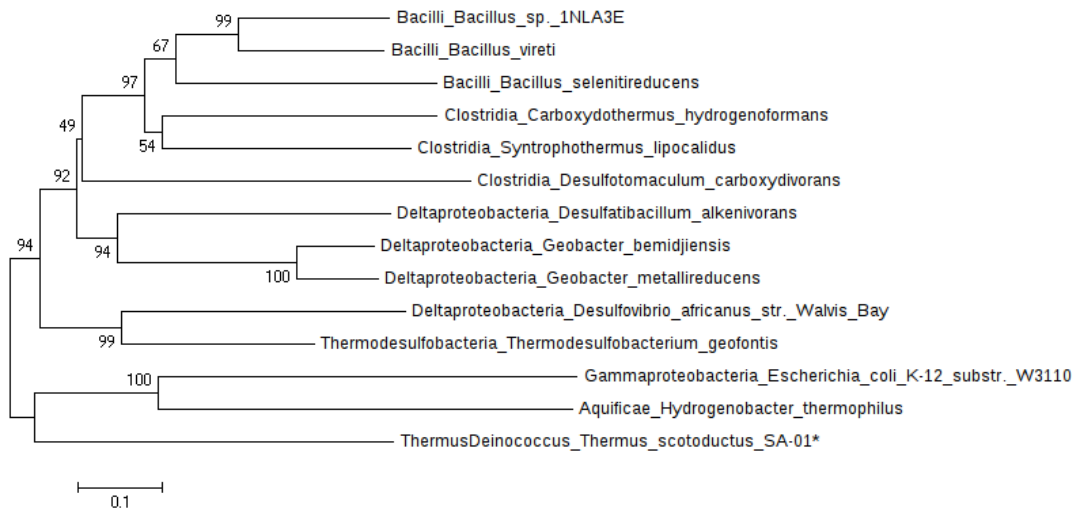 99
Bacilli_Bacillus_sp._1NLA3E
67
Bacilli_Bacillus_vireti
97
Bacilli_Bacillus_selenitireducens
Clostridia_Carboxydothermus_hydrogenoformans
49
54
Clostridia_Syntrophothermus_lipocalidus
92
Clostridia_Desulfotomaculum_carboxydivorans
Deltaproteobacteria_Desulfatibacillum_alkenivorans
94
94
Deltaproteobacteria_Geobacter_bemidjiensis
100
Deltaproteobacteria_Geobacter_metallireducens
Deltaproteobacteria_Desulfovibrio_africanus_str._Walvis_Bay
99
Thermodesulfobacteria_Thermodesulfobacterium_geofontis
100
Gammaproteobacteria_Escherichia_coli_K-12_substr._W3110
Aquificae_Hydrogenobacter_thermophilus
ThermusDeinococcus_Thermus_scotoductus_SA-01*
0.1